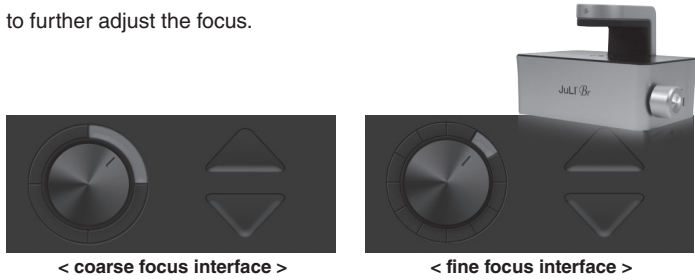 to further adjust the focus.
JuLI Br
< coarse focus interface >
< fine focus interface >